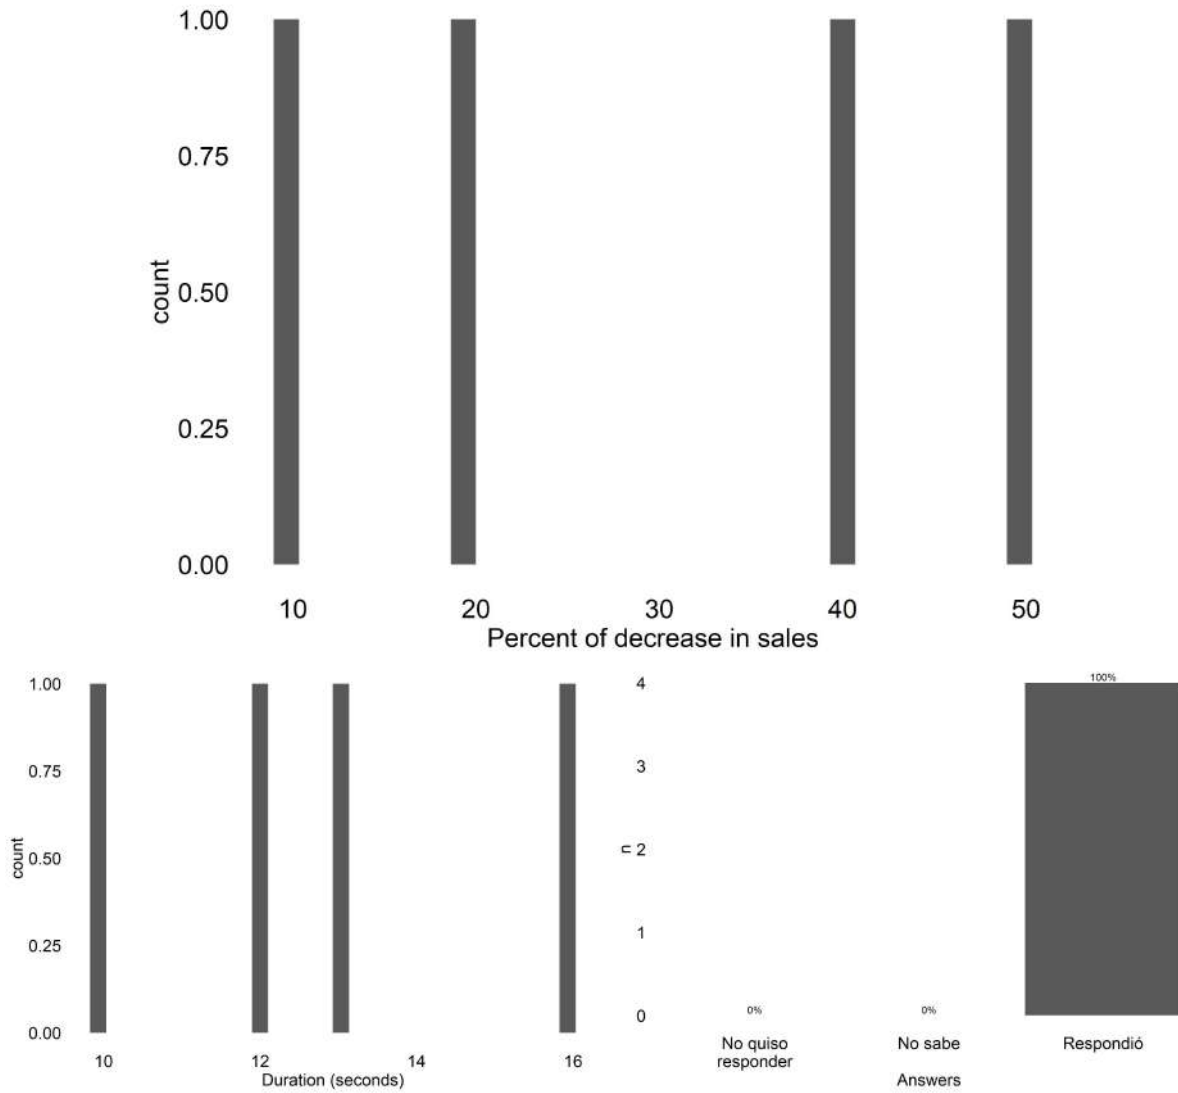 1.00
0.75
0.50
0.25
0.00
count
10 20 30 40 50
Percent of decrease in sales
1.00
0.75
0.50
0.25
0.00
count
10 12 14 16
Duration (seconds)
4
3
2
1
0
n
0% 0% 100%
No quiso
responder
No sabe
Respondió
Answers